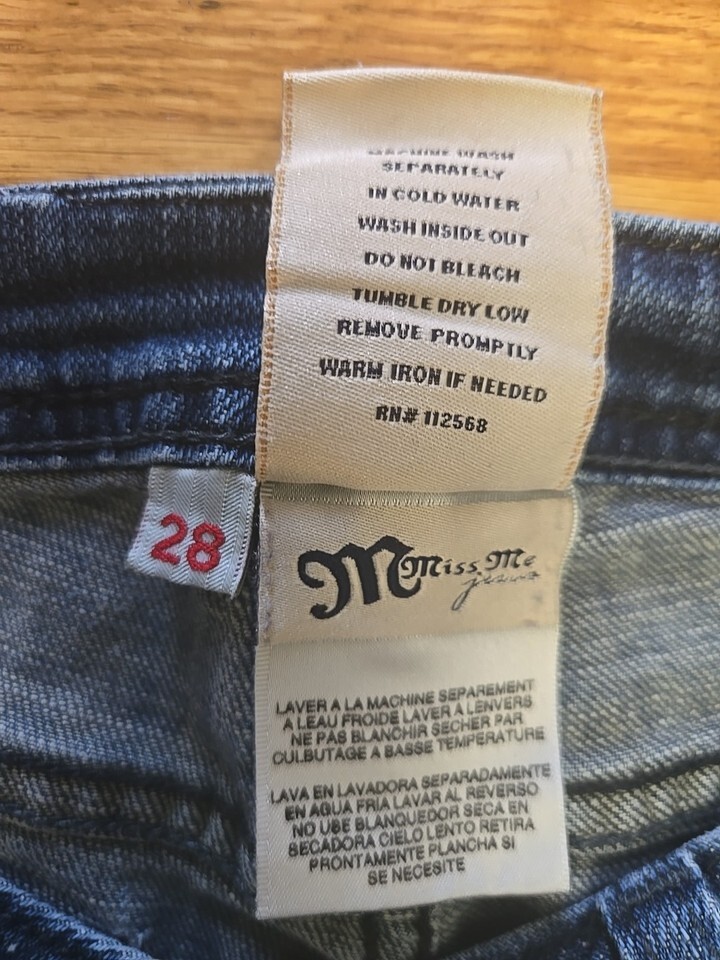 MACHINE WASH
SEPARATELY
IN COLD WATER
WASH INSIDE OUT
DO NOT BLEACH
TUMBLE DRY LOW
REMOVE PROMPTLY
WARM IRON IF NEEDED
RN# 112568
28
M Miss Me
jeans
LAVER A LA MACHINE SEPAREMENT
A LEAU FROIDE LAVER A LENVERS
NE PAS BLANCHIR SECHER PAR
CULBUTAGE A BASSE TEMPERATURE
LAVA EN LAVADORA SEPARADAMENTE
EN AGUA FRIA LAVAR AL REVERSO
NO USE BLANQUEDOR SECA EN
SECADORA CIELO LENTO RETIRA
PRONTAMENTE PLANCHA SI
SE NECESITE